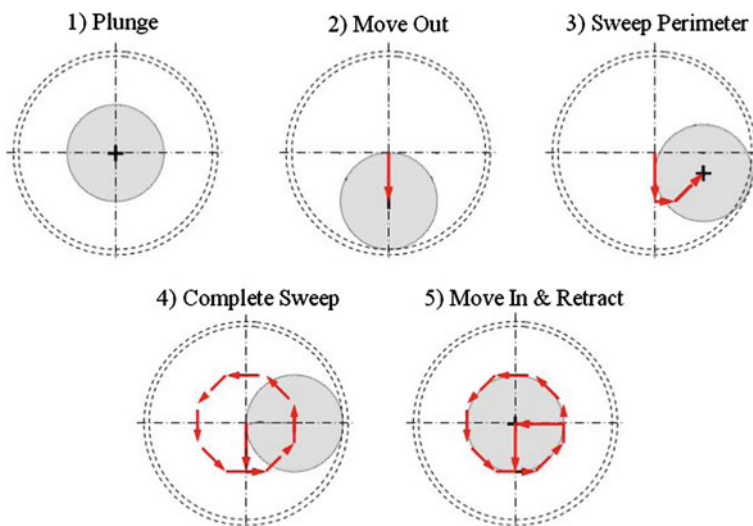 1) Plunge
2) Move Out
3) Sweep Perimeter
4) Complete Sweep
5) Move In & Retract